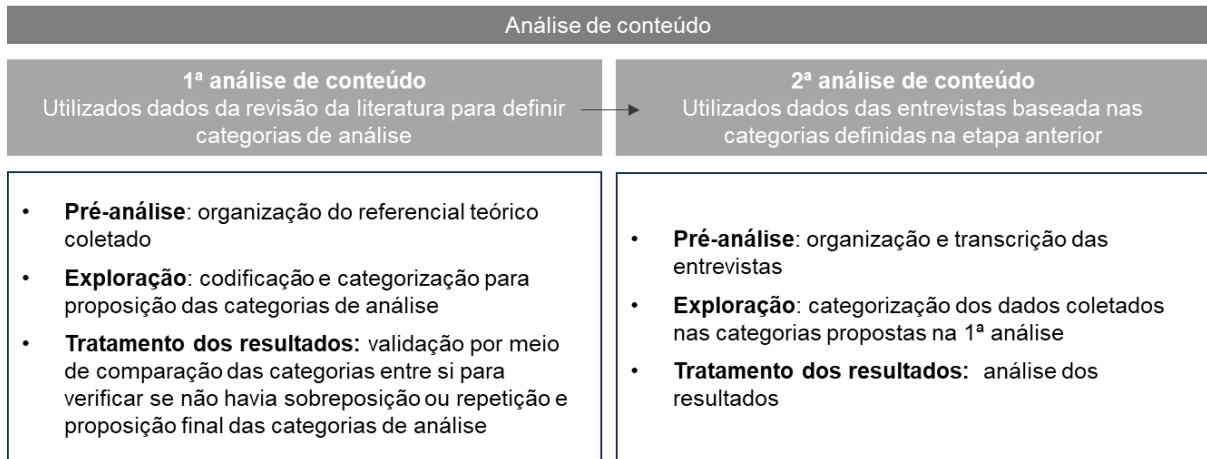 Análise de conteúdo
1ª análise de conteúdo
Utilizados dados da revisão da literatura para definir
categorias de análise
2ª análise de conteúdo
Utilizados dados das entrevistas baseada nas
categorias definidas na etapa anterior
• Pré-análise: organização do referencial teórico
coletado
• Exploração: codificação e categorização para
proposição das categorias de análise
• Tratamento dos resultados: validação por meio
de comparação das categorias entre si para
verificar se não havia sobreposição ou repetição e
proposição final das categorias de análise
• Pré-análise: organização e transcrição das
entrevistas
• Exploração: categorização dos dados coletados
nas categorias propostas na 1ª análise
• Tratamento dos resultados: análise dos
resultados